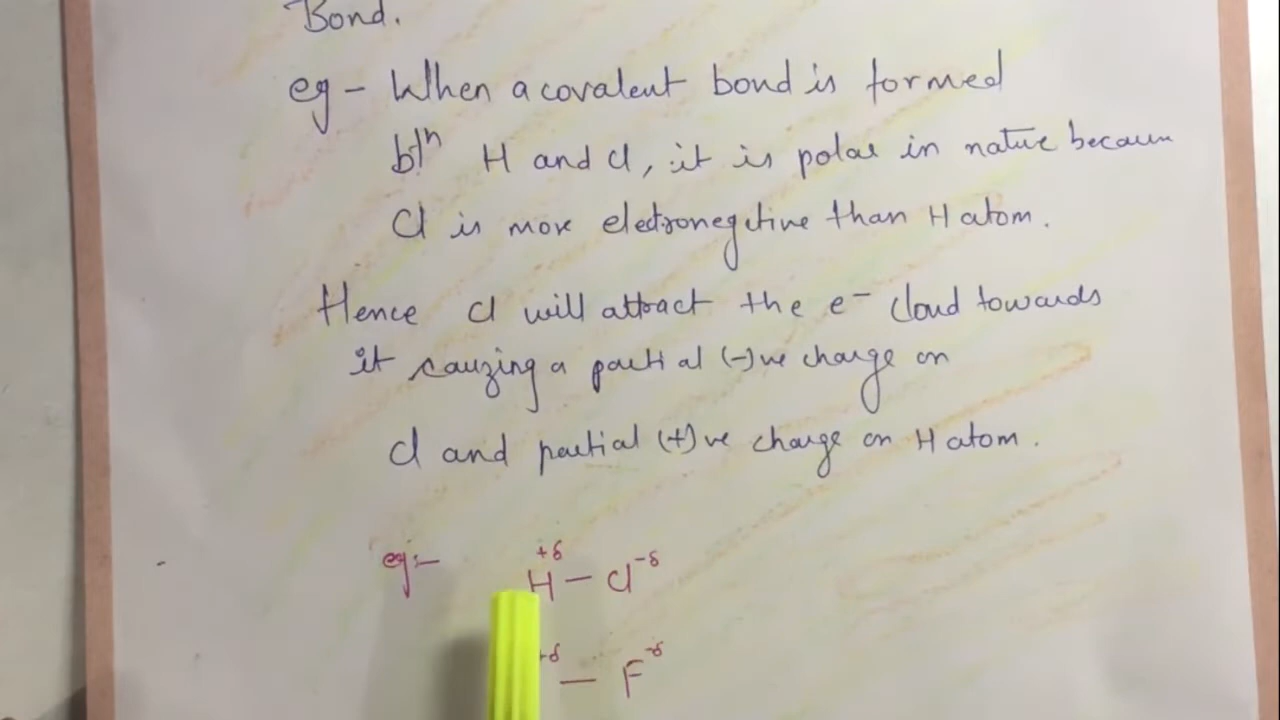 Bond.
eg - When a covalent bond is formed
b/n H and Cl, it is polar in nature because
Cl is more electronegative than H atom.
Hence Cl will attract the e⁻ cloud towards
it cauzing a partial (-)ve charge on
Cl and partial (+)ve charge on H atom.
eg:- H⁺ᵟ — Cl⁻ᵟ
+δ — F⁻ᵟ